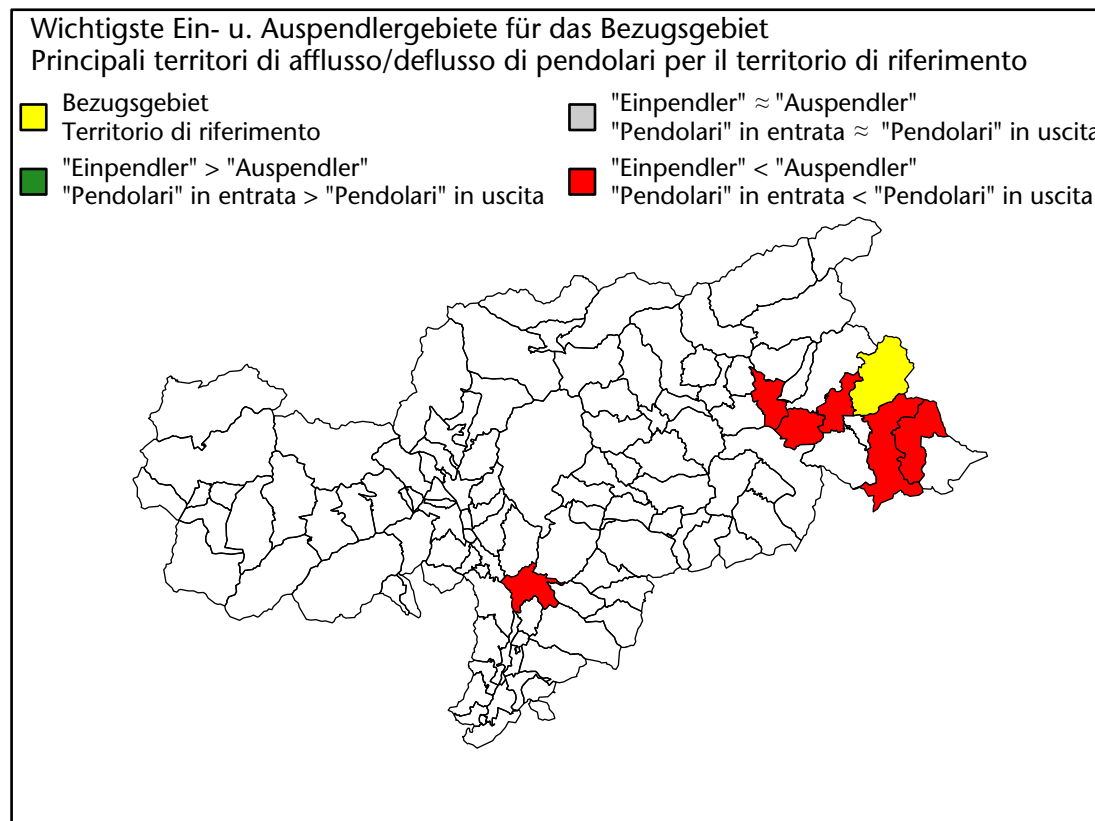 Wichtigste Ein- u. Auspendlergebiete für das Bezugsgebiet
Principali territori di afflusso/deflusso di pendolari per il territorio di riferimento
Bezugsgebiet
Territorio di riferimento
"Einpendler" > "Auspendler"
"Pendolari" in entrata > "Pendolari" in uscita
"Einpendler" ≈ "Auspendler"
"Pendolari" in entrata ≈ "Pendolari" in uscita
"Einpendler" < "Auspendler"
"Pendolari" in entrata < "Pendolari" in uscita